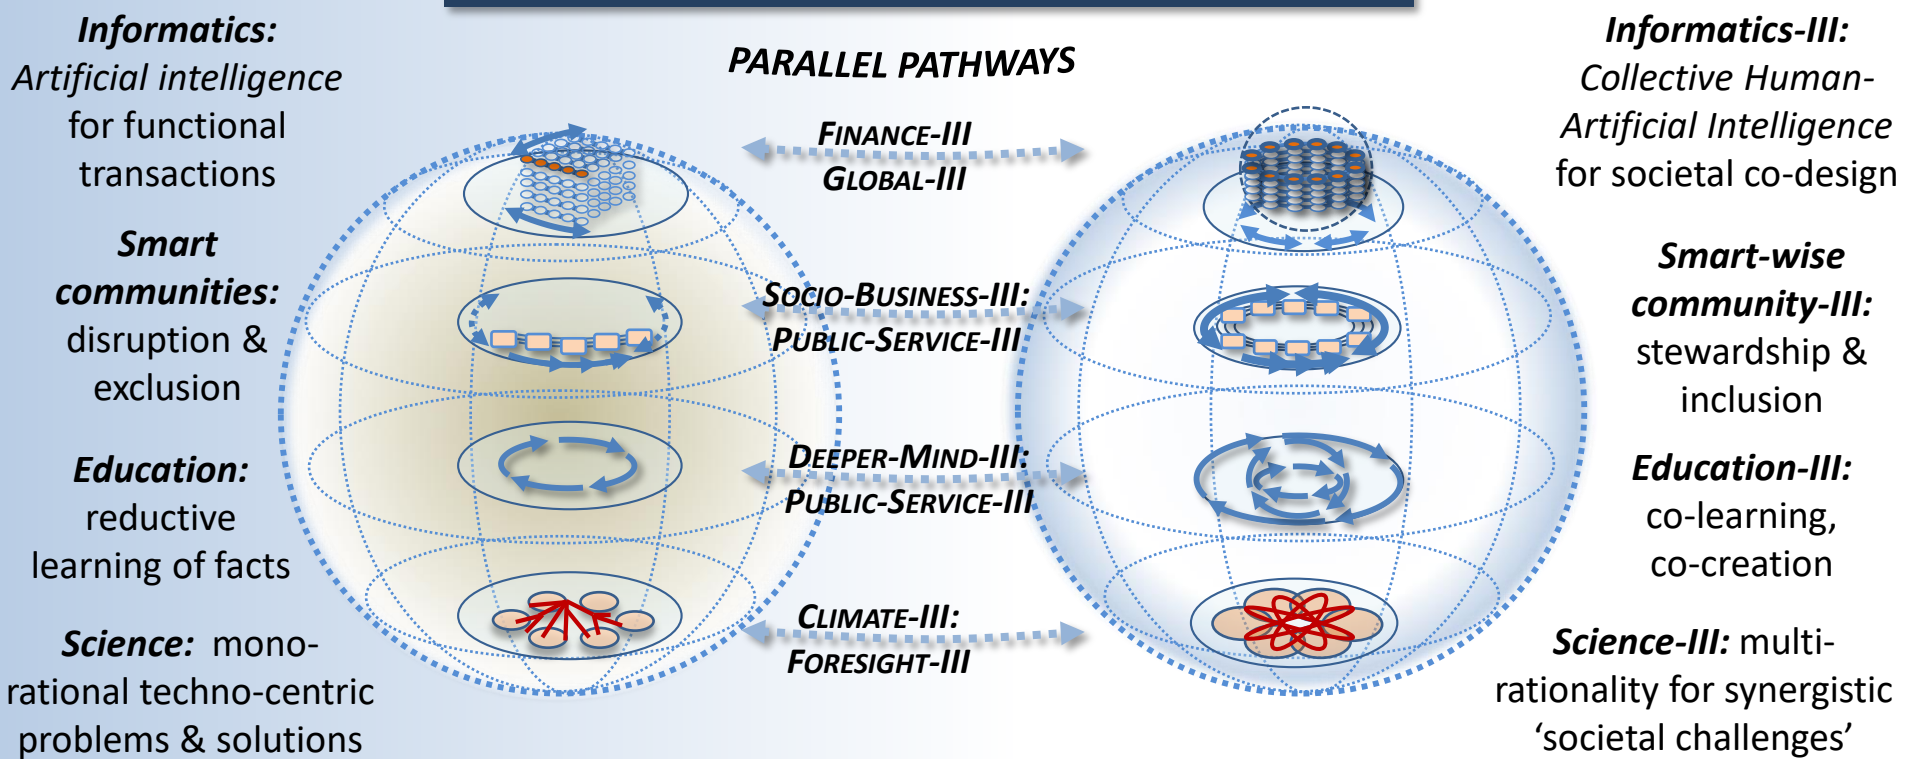 Informatics:
Artificial intelligence
for functional
transactions
Smart
communities:
disruption &
exclusion
Education:
reductive
learning of facts
Science: mono-
rational techno-centric
problems & solutions
PARALLEL PATHWAYS
FINANCE-III
GLOBAL-III
SOCIO-BUSINESS-III:
PUBLIC-SERVICE-III
DEEPER-MIND-III:
PUBLIC-SERVICE-III
CLIMATE-III:
FORESIGHT-III
Informatics-III:
Collective Human-
Artificial Intelligence
for societal co-design
Smart-wise
community-III:
stewardship &
inclusion
Education-III:
co-learning,
co-creation
Science-III: multi-
rationality for synergistic
‘societal challenges’